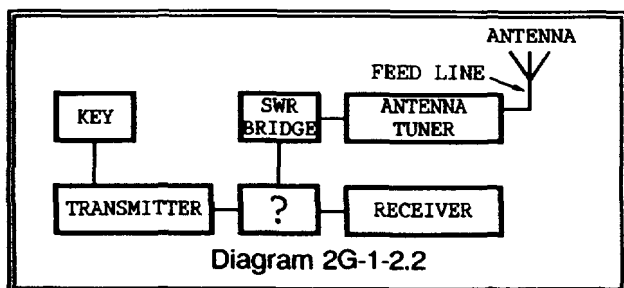 ANTENNA
FEED LINE
KEY
SWR
BRIDGE
ANTENNA
TUNER
TRANSMITTER
?
RECEIVER
Diagram 2G-1-2.2